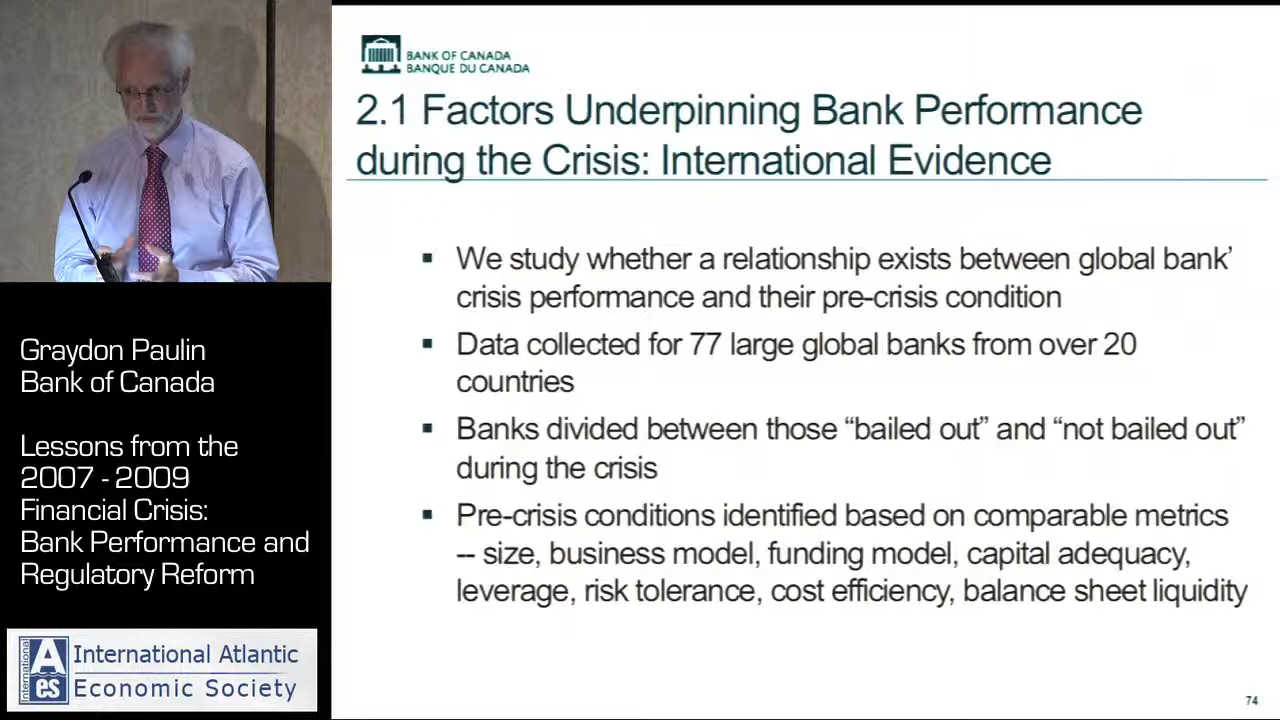 BANK OF CANADA
BANQUE DU CANADA
2.1 Factors Underpinning Bank Performance
during the Crisis: International Evidence
▪ We study whether a relationship exists between global bank’
crisis performance and their pre-crisis condition
▪ Data collected for 77 large global banks from over 20
countries
▪ Banks divided between those “bailed out” and “not bailed out”
during the crisis
▪ Pre-crisis conditions identified based on comparable metrics
-- size, business model, funding model, capital adequacy,
leverage, risk tolerance, cost efficiency, balance sheet liquidity
74
Graydon Paulin
Bank of Canada
Lessons from the
2007 - 2009
Financial Crisis:
Bank Performance and
Regulatory Reform
International
A
es
International Atlantic
Economic Society